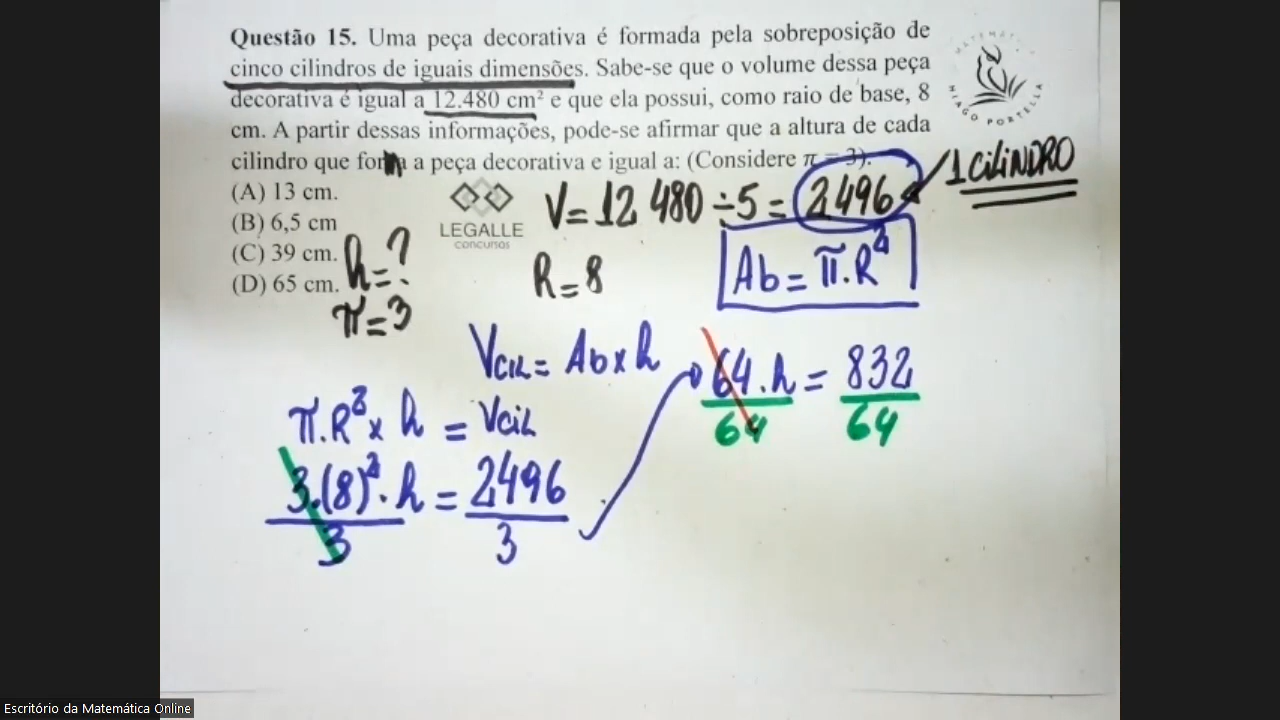 Questão 15. Uma peça decorativa é formada pela sobreposição de
cinco cilindros de iguais dimensões. Sabe-se que o volume dessa peça
decorativa é igual a 12.480 cm² e que ela possui, como raio de base, 8
cm. A partir dessas informações, pode-se afirmar que a altura de cada
cilindro que forma a peça decorativa e igual a: (Considere π = 3).
(A) 13 cm.
(B) 6,5 cm
(C) 39 cm.
(D) 65 cm.
h = ?
π = 3
LEGALLE
concursos
MATEMÁTICA
HIAGO PORTELLA
V = 12 480 ÷ 5 = 2496
1 CILINDRO
R = 8
Ab = π.R²
VCIL = Ab x h
π.R² x h = VCIL
3.(8)².h = 2496
3 3
64.h = 832
64 64
Escritório da Matemática Online